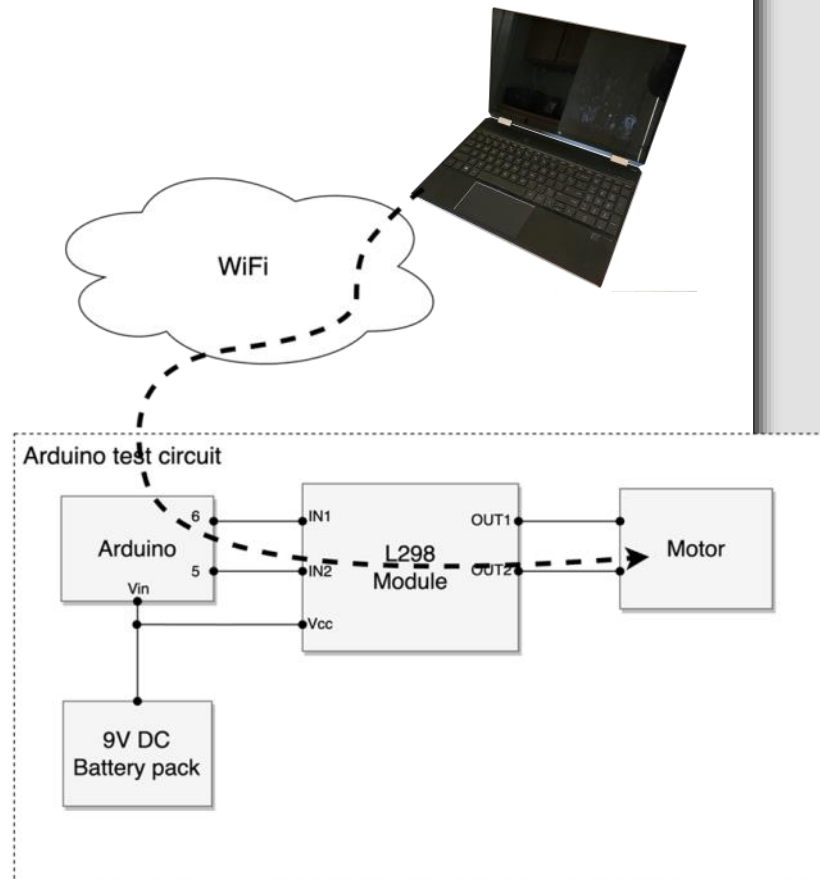 WiFi
Arduino test circuit
6
IN1
OUT1
Arduino
L298
Module
Motor
5
IN2
OUT2
Vin
Vcc
9V DC
Battery pack